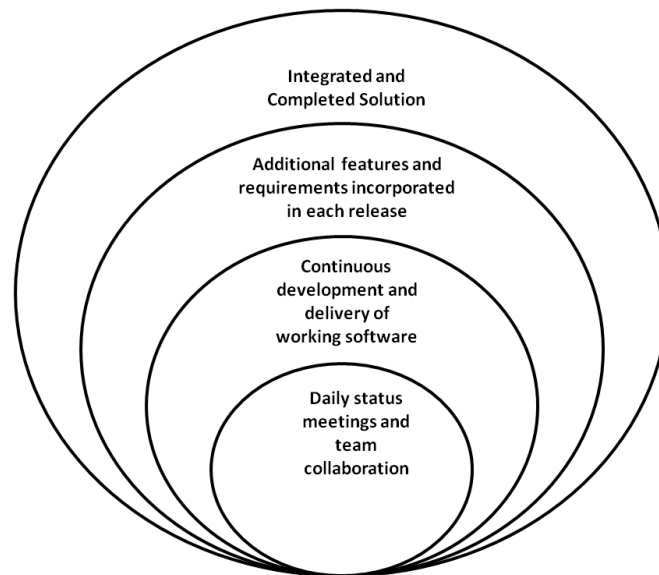 Integrated and
Completed Solution
Additional features and
requirements incorporated
in each release
Continuous
development and
delivery of
working software
Daily status
meetings and
team
collaboration